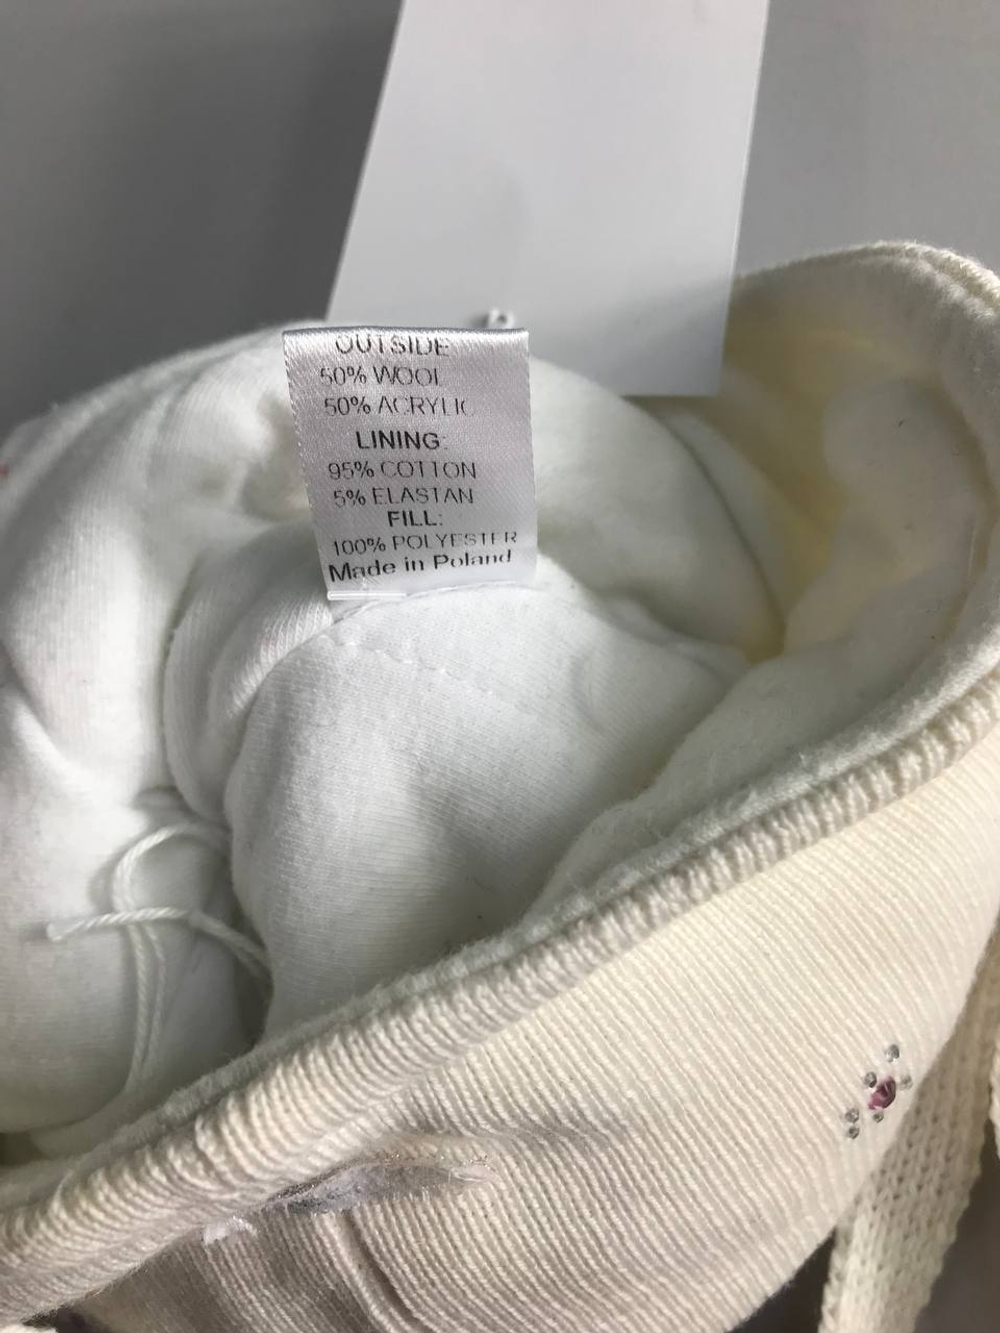 OUTSIDE
50% WOOL
50% ACRYLIC
LINING:
95% COTTON
5% ELASTAN
FILL:
100% POLYESTER
Made in Poland